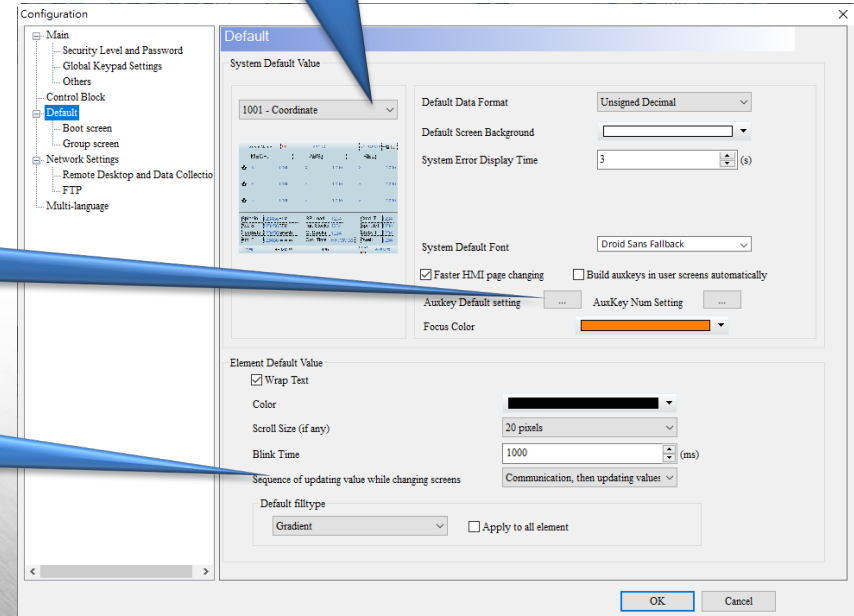 Configuration
Main
Security Level and Password
Global Keypad Settings
Others
Control Block
Default
Boot screen
Group screen
Network Settings
Remote Desktop and Data Collectio
FTP
Multi-language
Default
System Default Value
1001 - Coordinate
Default Data Format
Unsigned Decimal
Default Screen Background
System Error Display Time
3
(s)
System Default Font
Droid Sans Fallback
Faster HMI page changing
Build auxkeys in user screens automatically
Auxkey Default setting
...
AuxKey Num Setting
...
Focus Color
Element Default Value
Wrap Text
Color
Scroll Size (if any)
20 pixels
Blink Time
1000
(ms)
Sequence of updating value while changing screens
Communication, then updating values
Default filltype
Gradient
Apply to all element
OK
Cancel